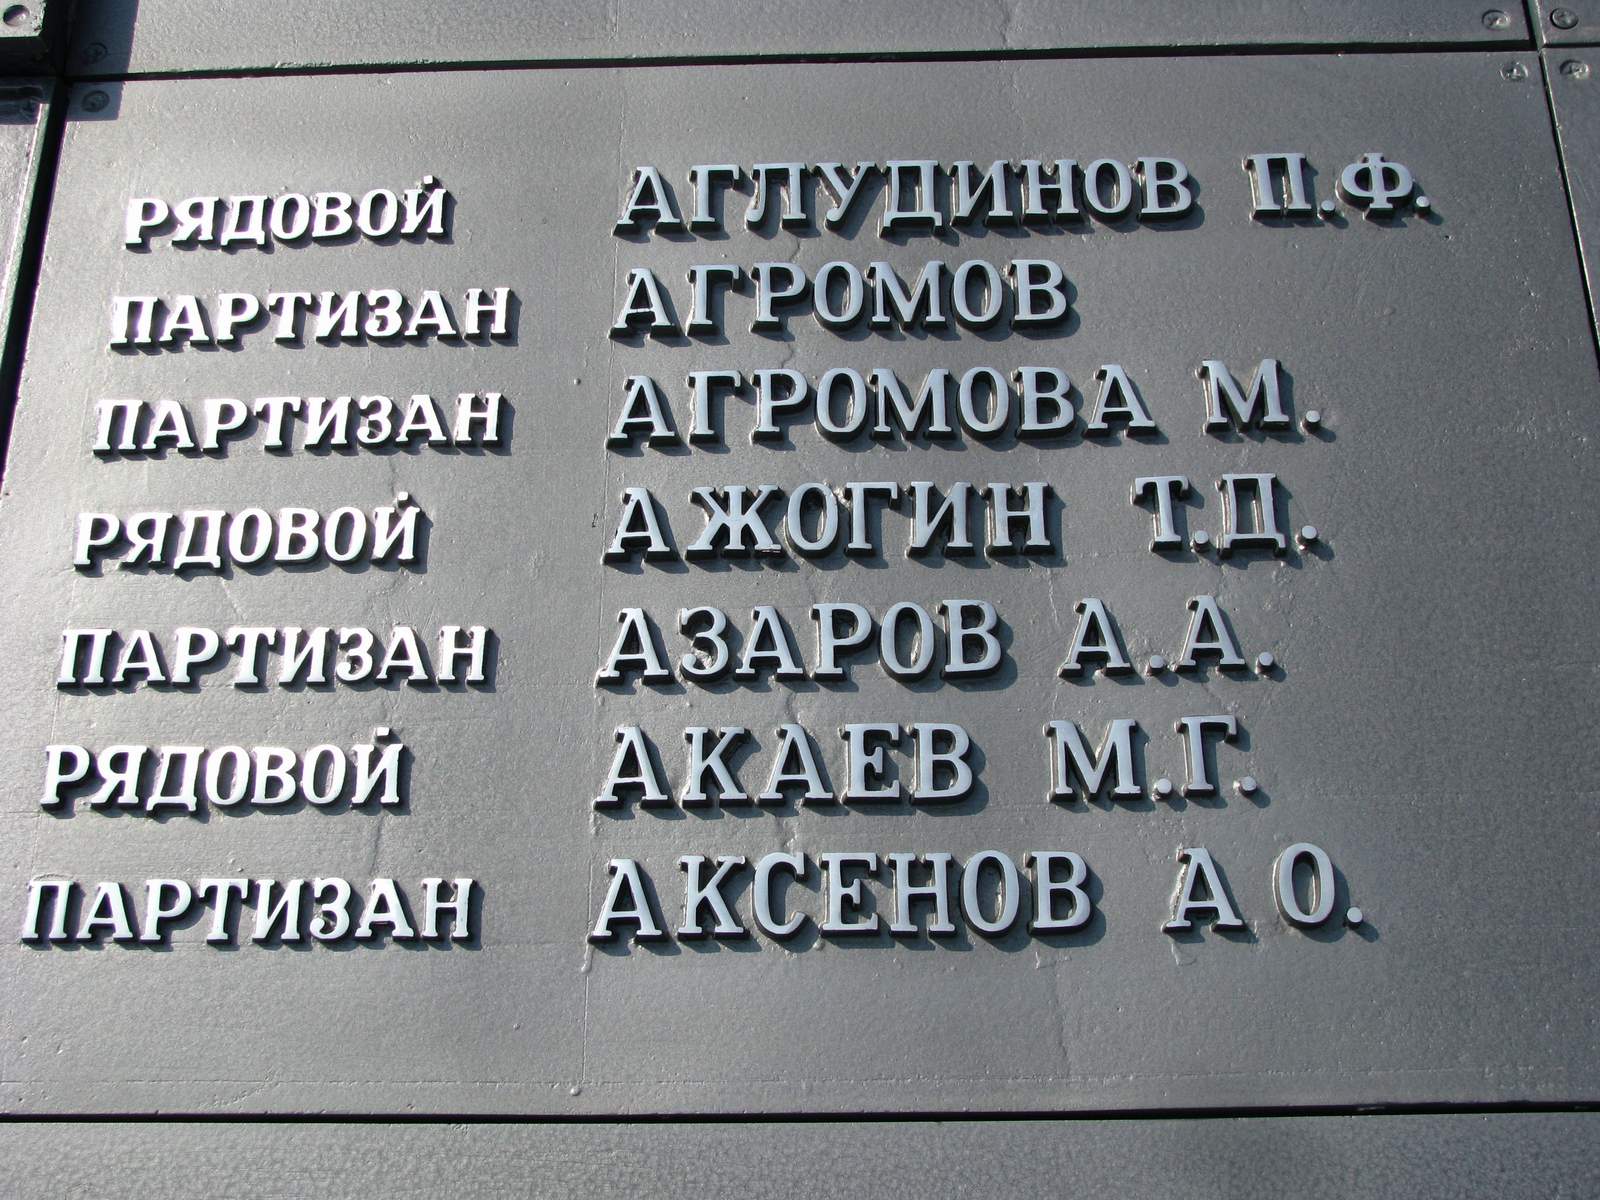 РЯДОВОЙ АГЛУДИНОВ П.Ф.
ПАРТИЗАН АГРОМОВ
ПАРТИЗАН АГРОМОВА М.
РЯДОВОЙ АЖОГИН Т.Д.
ПАРТИЗАН АЗАРОВ А.А.
РЯДОВОЙ АКАЕВ М.Г.
ПАРТИЗАН АКСЕНОВ А О.